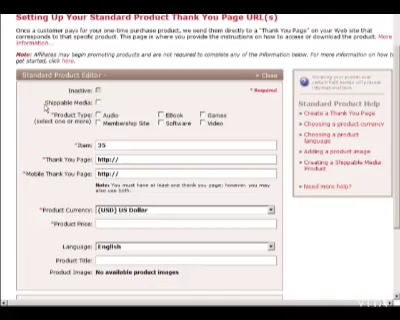 Setting Up Your Standard Product Thank You Page URL(s)
Once a customer pays for your one-time purchase product, we send them directly to a "Thank You Page" on your Web site that
corresponds to that specific product. This page is where you provide the instructions on how to access or download the product. More
Information...
Note: Affiliates may begin promoting products and are not required to complete any of the information below. For more information on how to
get started, click here.
Standard Product Editor - × Close
Inactive: * Required
Shippable Media:
*Product Type: Audio EBook Games
(select one or more) Membership Site Software Video
*Item: 35
*Thank You Page: http://
*Mobile Thank You Page: http://
Note: You must have at least one thank you page; however, you may
also use both.
*Product Currency: (USD) US Dollar
*Product Price:
Language: English
Product Title:
Product Image: No available product images
Standard Product Help
» Create a Thank You Page
» Choosing a product currency
» Choosing a product
language
» Adding a product image
» Creating a Shippable Media
Product
» Need more help?